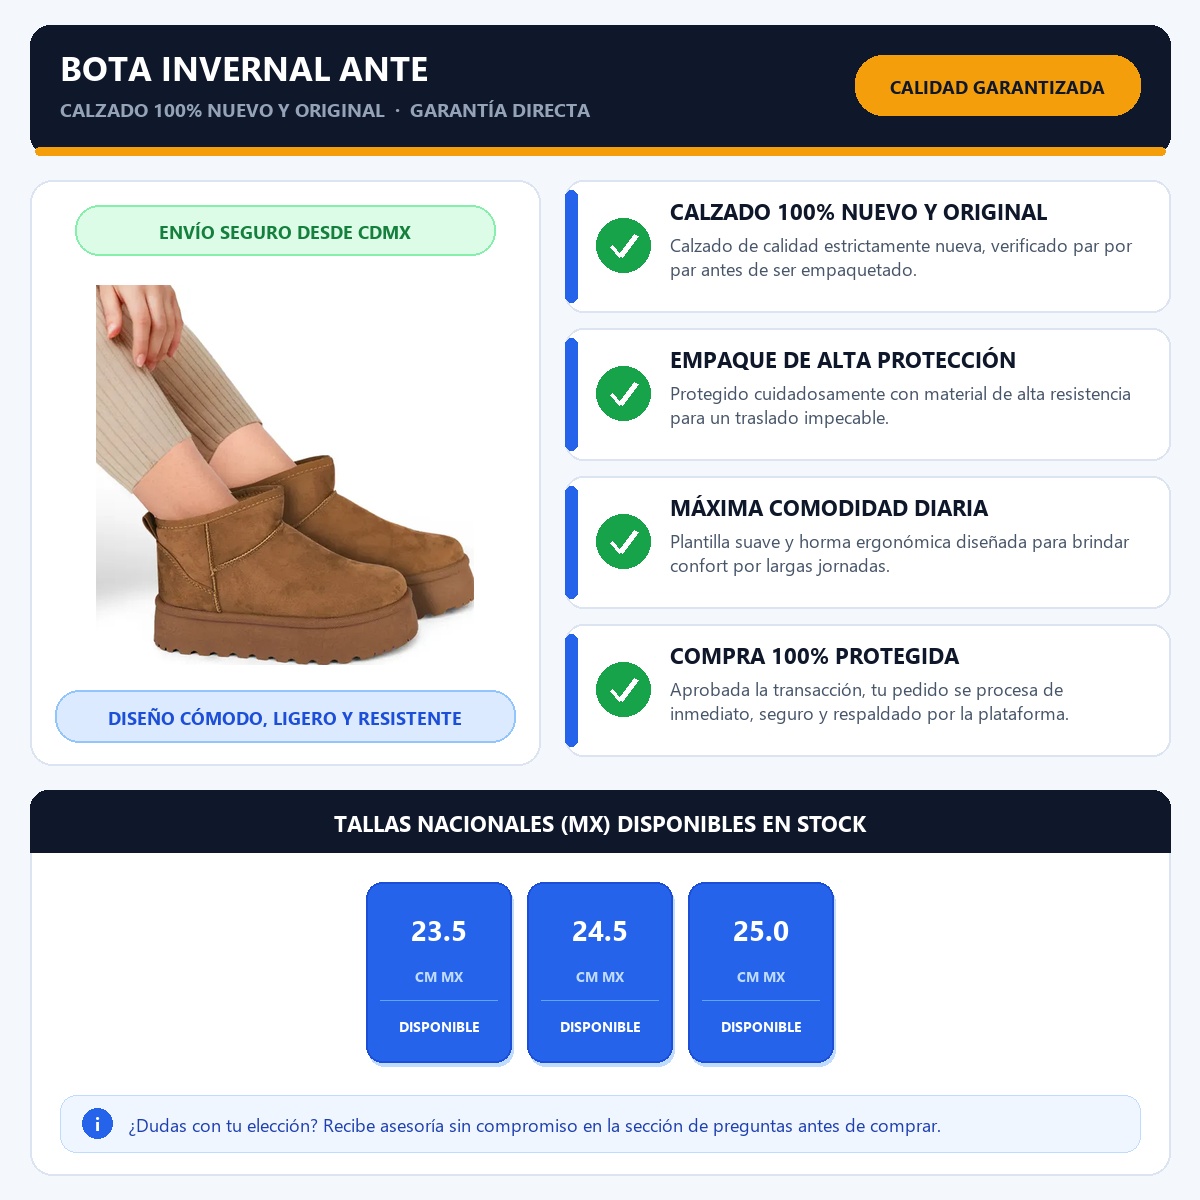 BOTA INVERNAL ANTE
CALZADO 100% NUEVO Y ORIGINAL · GARANTÍA DIRECTA
CALIDAD GARANTIZADA
ENVÍO SEGURO DESDE CDMX
DISEÑO CÓMODO, LIGERO Y RESISTENTE
CALZADO 100% NUEVO Y ORIGINAL
Calzado de calidad estrictamente nueva, verificado par por
par antes de ser empaquetado.
EMPAQUE DE ALTA PROTECCIÓN
Protegido cuidadosamente con material de alta resistencia
para un traslado impecable.
MÁXIMA COMODIDAD DIARIA
Plantilla suave y horma ergonómica diseñada para brindar
confort por largas jornadas.
COMPRA 100% PROTEGIDA
Aprobada la transacción, tu pedido se procesa de
inmediato, seguro y respaldado por la plataforma.
TALLAS NACIONALES (MX) DISPONIBLES EN STOCK
23.5
CM MX
DISPONIBLE
24.5
CM MX
DISPONIBLE
25.0
CM MX
DISPONIBLE
¿Dudas con tu elección? Recibe asesoría sin compromiso en la sección de preguntas antes de comprar.